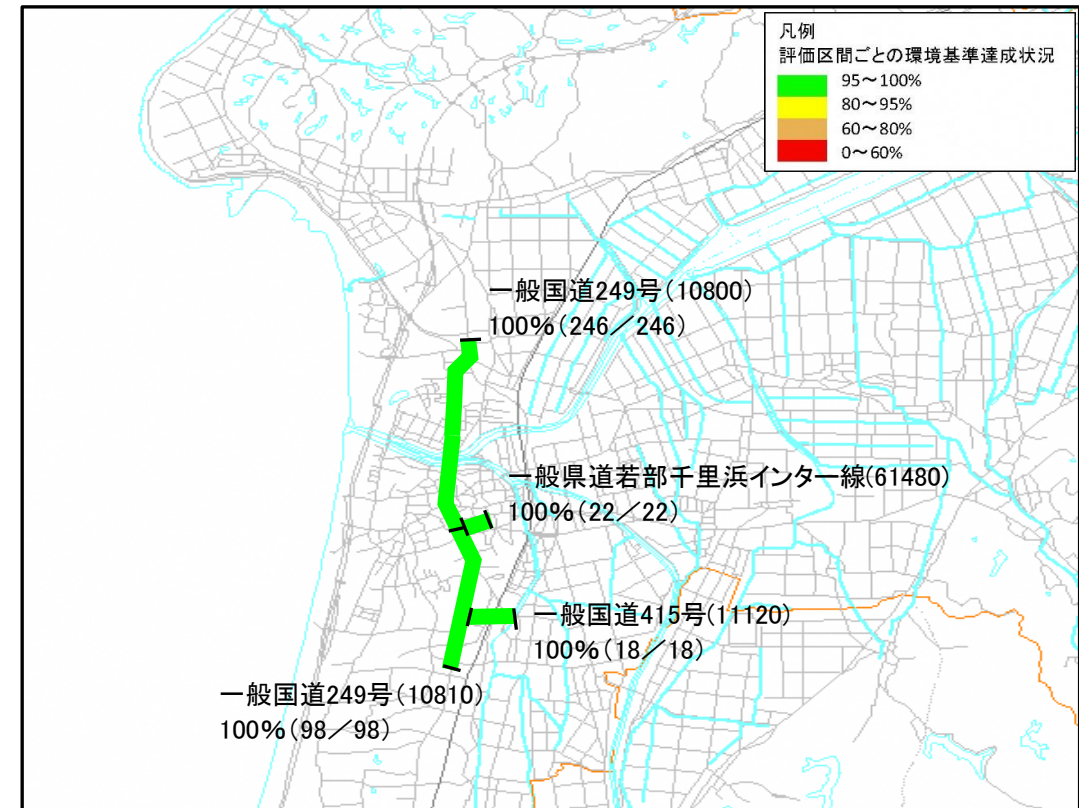 凡例
評価区間ごとの環境基準達成状況
95～100%
80～95%
60～80%
0～60%
一般国道249号(10800)
100%(246／246)
一般県道若部千里浜インター線(61480)
100%(22／22)
一般国道415号(11120)
100%(18／18)
一般国道249号(10810)
100%(98／98)